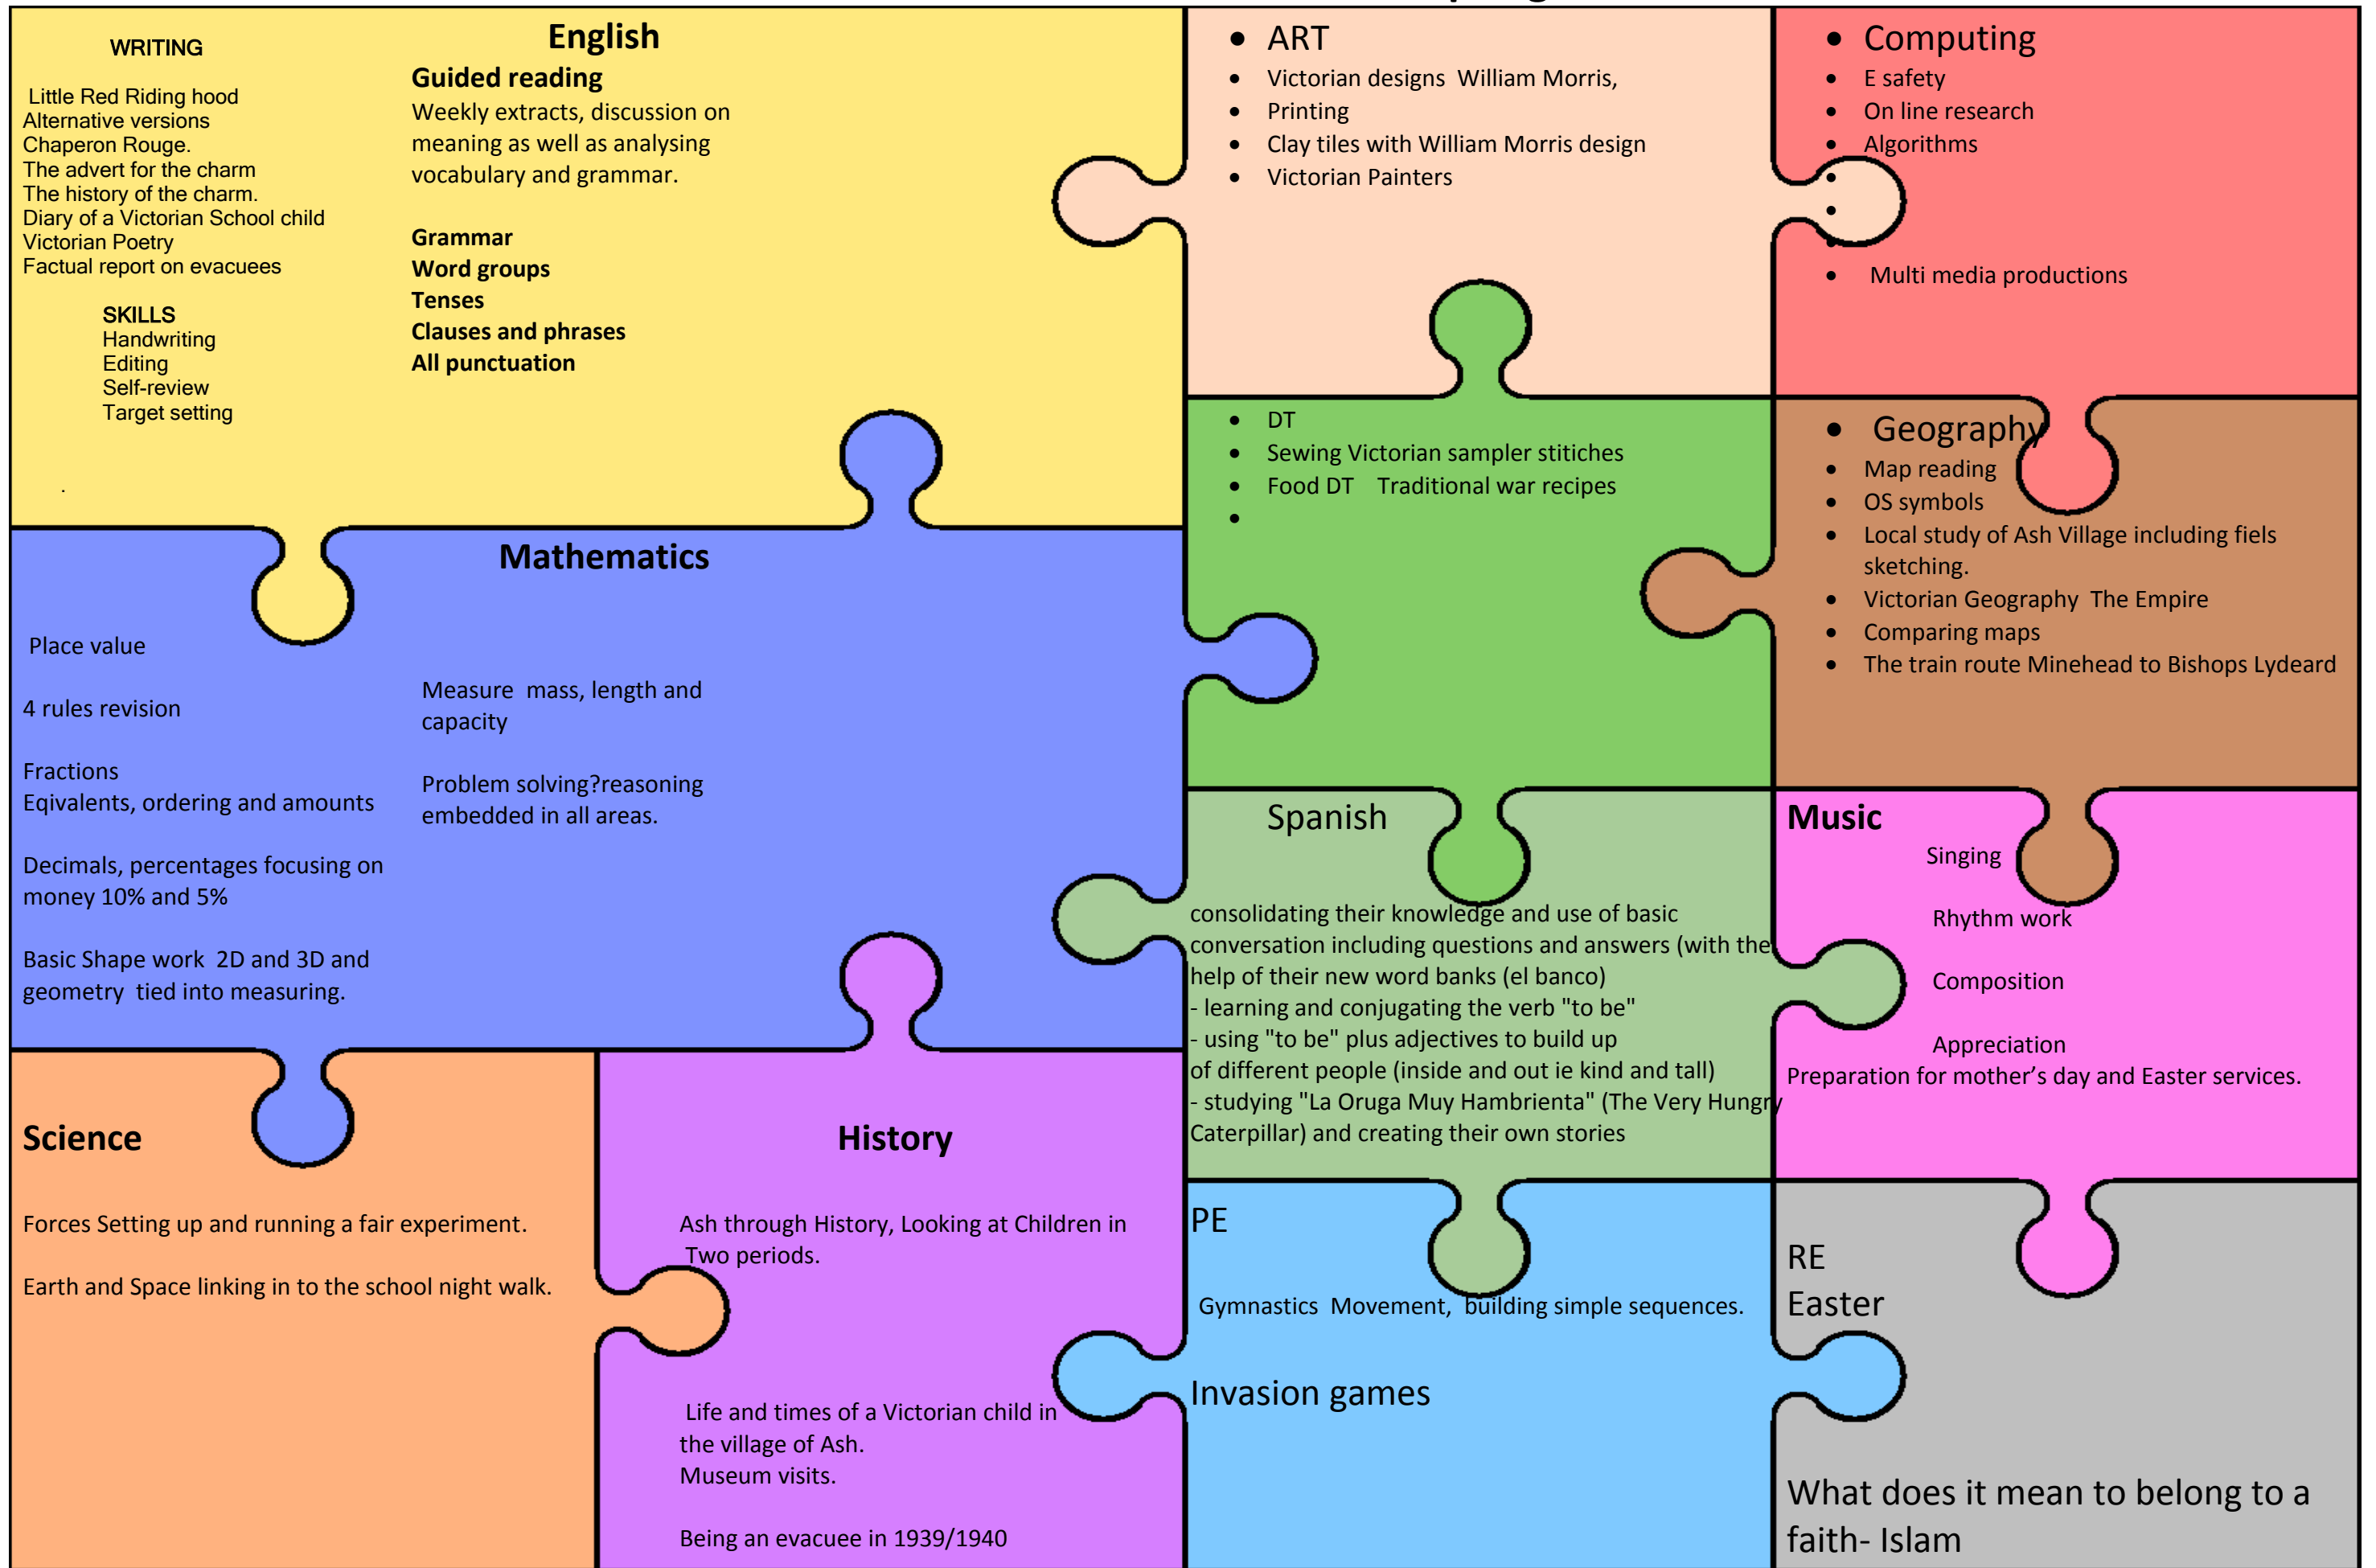 WRITING
Little Red Riding hood
Alternative versions
Chaperon Rouge.
The advert for the charm
The history of the charm.
Diary of a Victorian School child
Victorian Poetry
Factual report on evacuees
SKILLS
Handwriting
Editing
Self-review
Target setting
.
English
Guided reading
Weekly extracts, discussion on
meaning as well as analysing
vocabulary and grammar.
Grammar
Word groups
Tenses
Clauses and phrases
All punctuation
• ART
• Victorian designs  William Morris,
• Printing
• Clay tiles with William Morris design
• Victorian Painters
• Computing
• E safety
• On line research
• Algorithms
•
•
•
• Multi media productions
• DT
• Sewing Victorian sampler stitiches
• Food DT    Traditional war recipes
•
• Geography
• Map reading
• OS symbols
• Local study of Ash Village including fiels
sketching.
• Victorian Geography  The Empire
• Comparing maps
• The train route Minehead to Bishops Lydeard
Mathematics
Place value
4 rules revision
Fractions
Eqivalents, ordering and amounts
Decimals, percentages focusing on
money 10% and 5%
Basic Shape work  2D and 3D and
geometry  tied into measuring.
Measure  mass, length and
capacity
Problem solving?reasoning
embedded in all areas.
Spanish
consolidating their knowledge and use of basic
conversation including questions and answers (with the
help of their new word banks (el banco)
- learning and conjugating the verb "to be"
- using "to be" plus adjectives to build up
of different people (inside and out ie kind and tall)
- studying "La Oruga Muy Hambrienta" (The Very Hungry
Caterpillar) and creating their own stories
Music
Singing
Rhythm work
Composition
Appreciation
Preparation for mother’s day and Easter services.
Science
Forces Setting up and running a fair experiment.
Earth and Space linking in to the school night walk.
History
Ash through History, Looking at Children in
Two periods.
Life and times of a Victorian child in
the village of Ash.
Museum visits.
Being an evacuee in 1939/1940
PE
Gymnastics  Movement,  building simple sequences.
Invasion games
RE
Easter
What does it mean to belong to a
faith- Islam